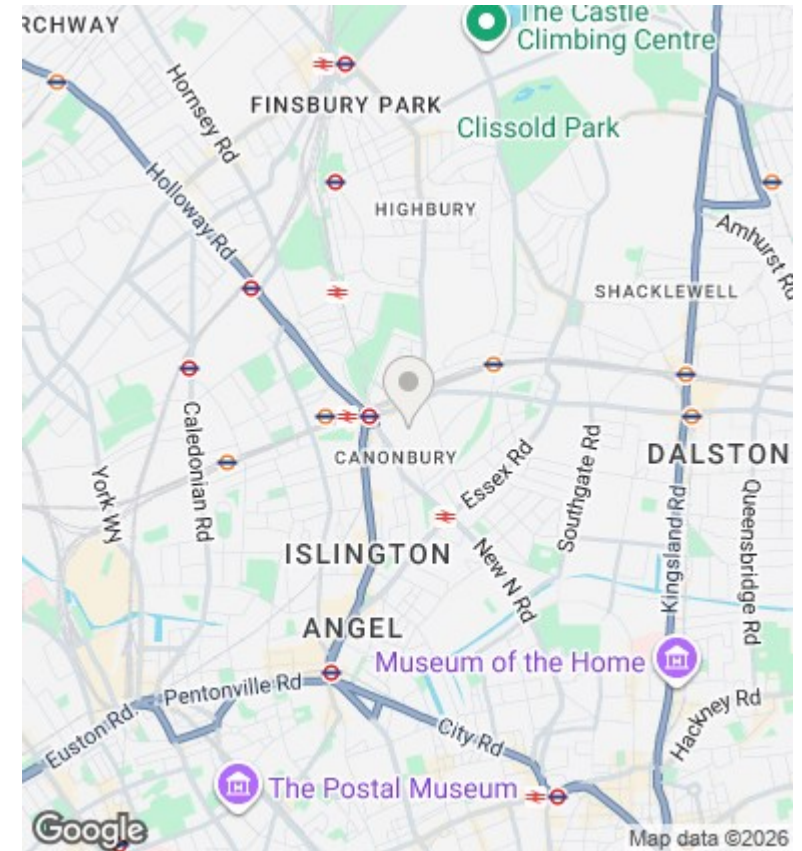 The Castle
Climbing Centre
RCHWAY
Hornsey Rd
FINSBURY PARK
Clissold Park
Holloway Rd
HIGHBURY
Amhurst Rd
SHACKLEWELL
Caledonian Rd
York Wy
CANONBURY
Essex Rd
Southgate Rd
DALSTON
Kingsland Rd
Queensbridge Rd
ISLINGTON
New N Rd
ANGEL
Museum of the Home
Pentonville Rd
Euston Rd
City Rd
Hackney Rd
The Postal Museum
Google
Map data ©2026